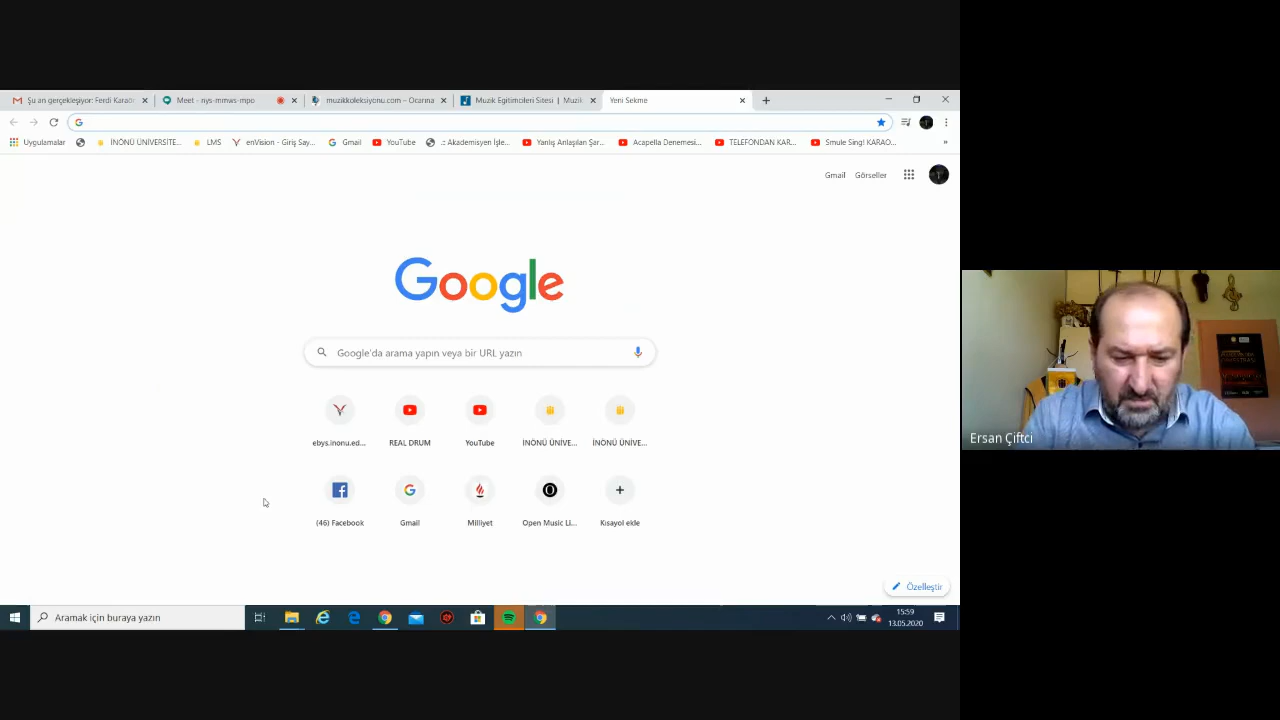 Şu an gerçekleşiyor: Ferdi Karaö
Meet - nys-mmws-mpo
muzikkoleksiyonu.com – Ocarina
Muzik Egitimcileri Sitesi | Muzik
Yeni Sekme
Uygulamalar
İNÖNÜ ÜNİVERSİTE...
LMS
enVision - Giriş Say...
Gmail
YouTube
.: Akademisyen İşle...
Yanlış Anlaşılan Şar...
Acapella Denemesi...
TELEFONDAN KAR...
Smule Sing! KARAO...
»
Gmail
Görseller
Google
Google'da arama yapın veya bir URL yazın
ebys.inonu.ed...
REAL DRUM
YouTube
İNÖNÜ ÜNİVE...
İNÖNÜ ÜNİVE...
(46) Facebook
Gmail
Milliyet
Open Music Li...
Kısayol ekle
Özelleştir
Aramak için buraya yazın
15:59
13.05.2020
Ersan Çiftci